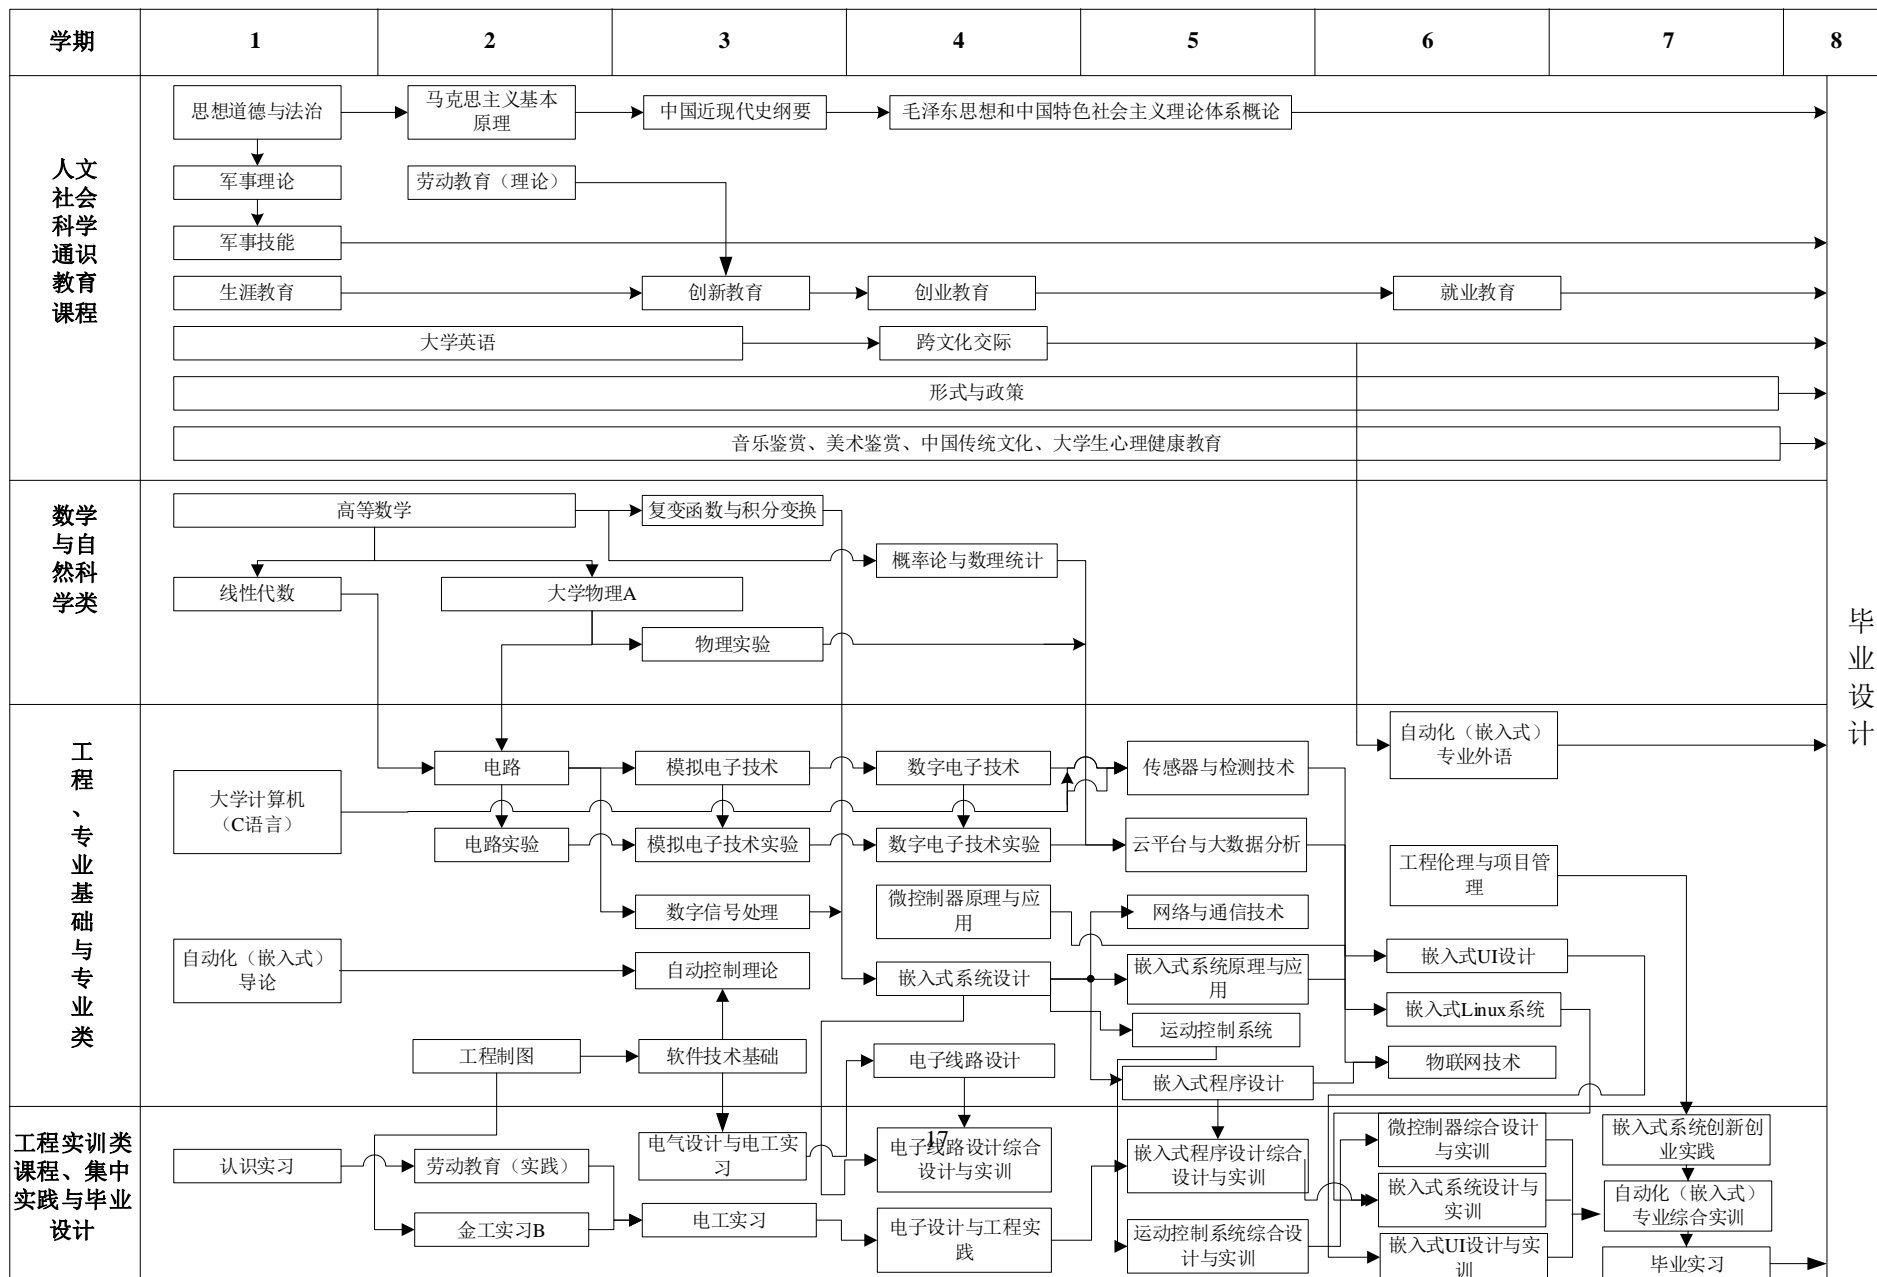 学期
1
2
3
4
5
6
7
8
人文
社会
科学
通识
教育
课程
思想道德与法治
马克思主义基本
原理
中国近现代史纲要
毛泽东思想和中国特色社会主义理论体系概论
军事理论
劳动教育（理论）
军事技能
生涯教育
创新教育
创业教育
就业教育
大学英语
跨文化交际
形式与政策
音乐鉴赏、美术鉴赏、中国传统文化、大学生心理健康教育
数学
与自
然科
学类
高等数学
复变函数与积分变换
概率论与数理统计
线性代数
大学物理A
物理实验
毕
业
设
计
工
程
、
专
业
基
础
与
专
业
类
自动化（嵌入式）
专业外语
电路
模拟电子技术
数字电子技术
传感器与检测技术
大学计算机
（C语言）
电路实验
模拟电子技术实验
数字电子技术实验
云平台与大数据分析
工程伦理与项目管
理
数字信号处理
微控制器原理与应
用
网络与通信技术
自动化（嵌入式）
导论
自动控制理论
嵌入式系统设计
嵌入式系统原理与应
用
嵌入式UI设计
嵌入式Linux系统
运动控制系统
工程制图
软件技术基础
电子线路设计
物联网技术
嵌入式程序设计
工程实训类
课程、集中
实践与毕业
设计
认识实习
劳动教育（实践）
电气设计与电工实
习
17
电子线路设计综合
设计与实训
嵌入式程序设计综合
设计与实训
微控制器综合设计
与实训
嵌入式系统创新创
业实践
嵌入式系统设计与
实训
自动化（嵌入式）
专业综合实训
金工实习B
电工实习
电子设计与工程实
践
运动控制系统综合设
计与实训
嵌入式UI设计与实
训
毕业实习